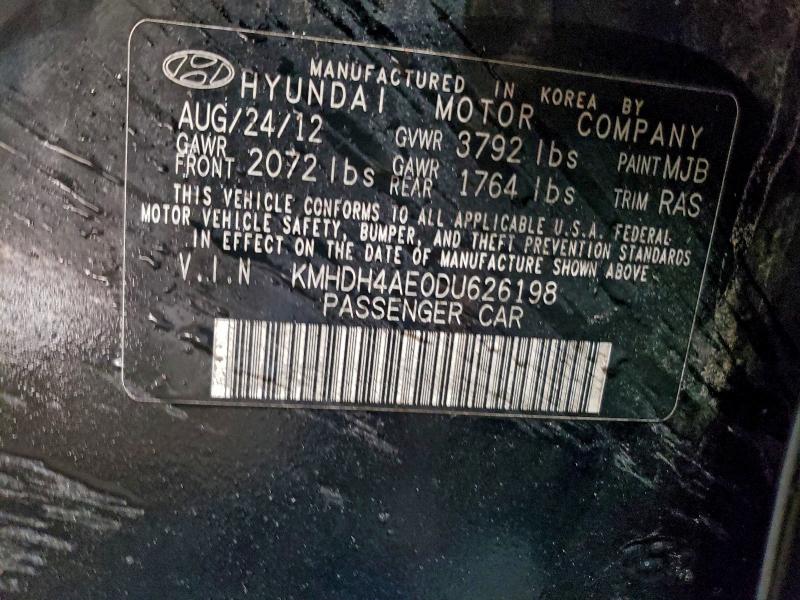 MANUFACTURED IN KOREA BY
HYUNDAI MOTOR COMPANY
AUG/24/12 GVWR 3792 lbs PAINT MJB
GAWR FRONT 2072 lbs GAWR REAR 1764 lbs TRIM RAS
THIS VEHICLE CONFORMS TO ALL APPLICABLE U.S.A. FEDERAL
MOTOR VEHICLE SAFETY, BUMPER, AND THEFT PREVENTION STANDARDS
IN EFFECT ON THE DATE OF MANUFACTURE SHOWN ABOVE.
V.I.N KMHDH4AE0DU626198
PASSENGER CAR